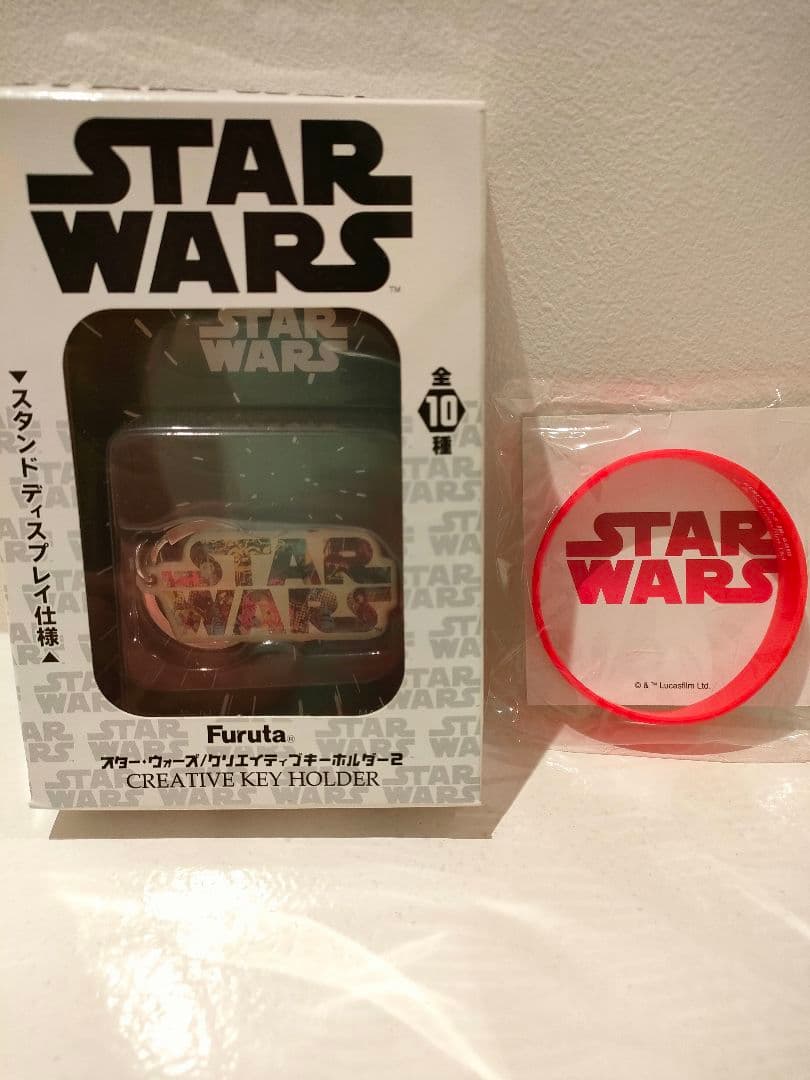 STAR
WARS
TM
STAR
WARS
全
10
種
▼スタンドディスプレイ仕様▲
STAR
WARS
Furuta®
スター・ウォーズ/クリエイティブキーホルダー2
CREATIVE KEY HOLDER
STAR
WARS
© & ™ Lucasfilm Ltd.